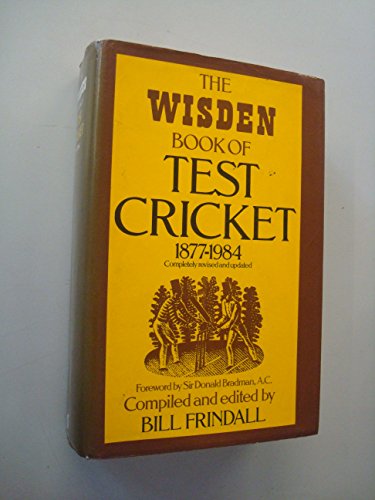 THE
WISDEN
BOOK OF
TEST
CRICKET
1877-1984
Completely revised and updated
Foreword by Sir Donald Bradman, A.C.
Compiled and edited by
BILL FRINDALL